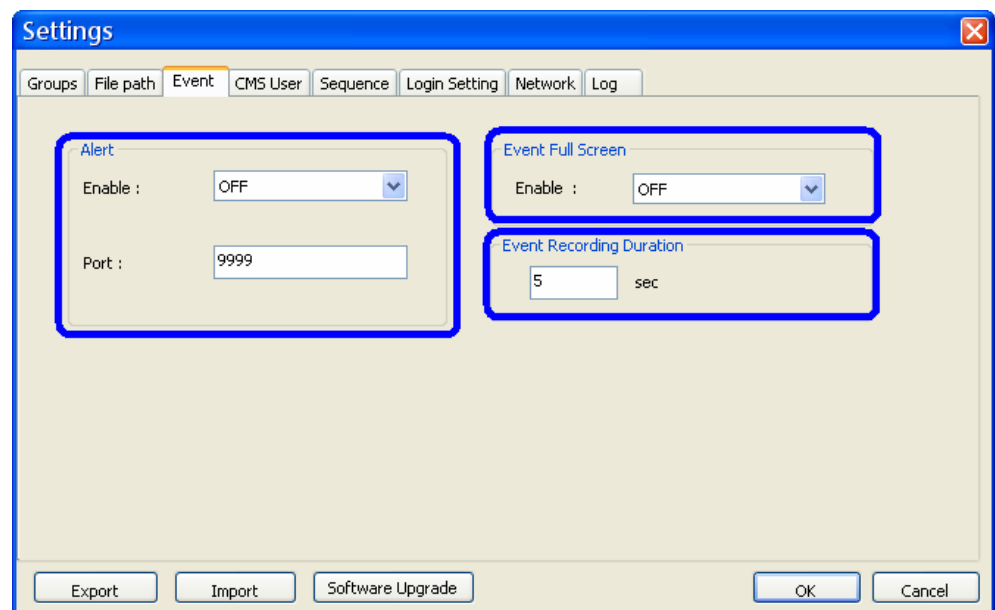 Settings
Groups File path Event CMS User Sequence Login Setting Network Log
Alert
Enable : OFF
Port : 9999
Event Full Screen
Enable : OFF
Event Recording Duration
5 sec
Export Import Software Upgrade OK Cancel